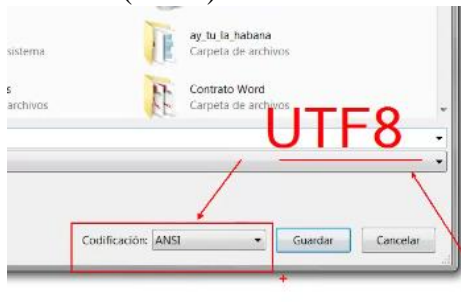 ay_tu_la_habana
sistema
Carpeta de archivos
s
Contrato Word
archivos
Carpeta de archivos
UTF8
Codificación: ANSI
Guardar
Cancelar